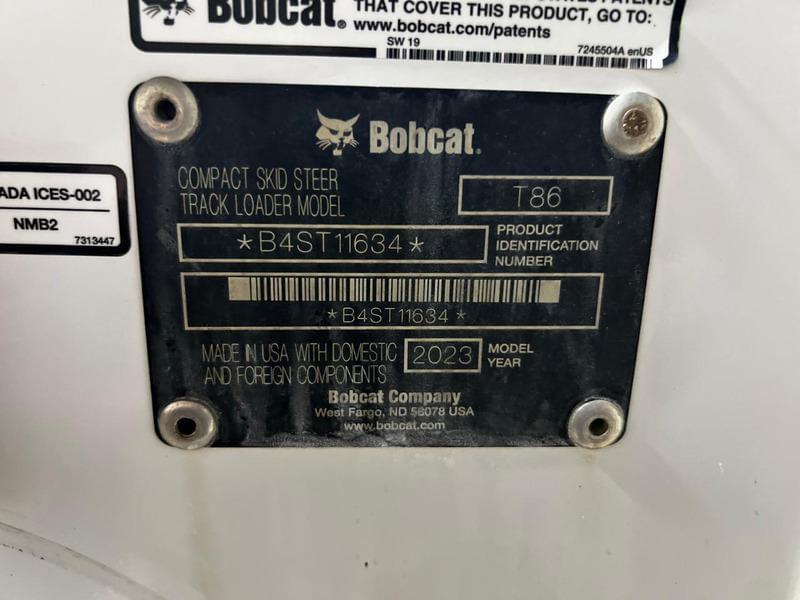 Bobcat®
THAT COVER THIS PRODUCT, GO TO:
www.bobcat.com/patents
SW 19
7245504A enUS
ADA ICES-002
NMB2
7313447
Bobcat®
COMPACT SKID STEER
TRACK LOADER MODEL
T86
*B4ST11634*
PRODUCT
IDENTIFICATION
NUMBER
*B4ST11634*
MADE IN USA WITH DOMESTIC
AND FOREIGN COMPONENTS
2023
MODEL
YEAR
Bobcat Company
West Fargo, ND 58078 USA
www.bobcat.com